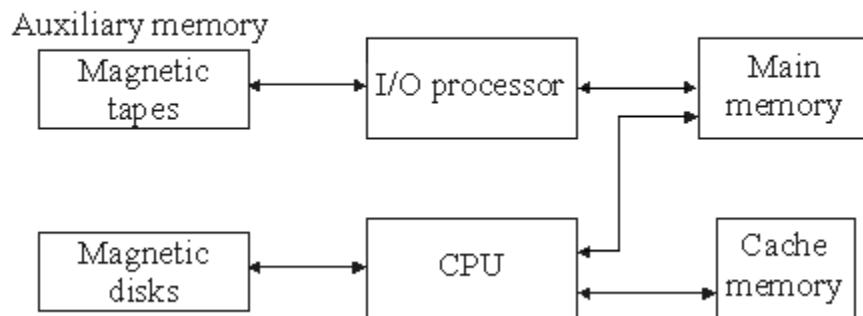 Auxiliary memory
Magnetic
tapes
I/O processor
Main
memory
Magnetic
disks
CPU
Cache
memory